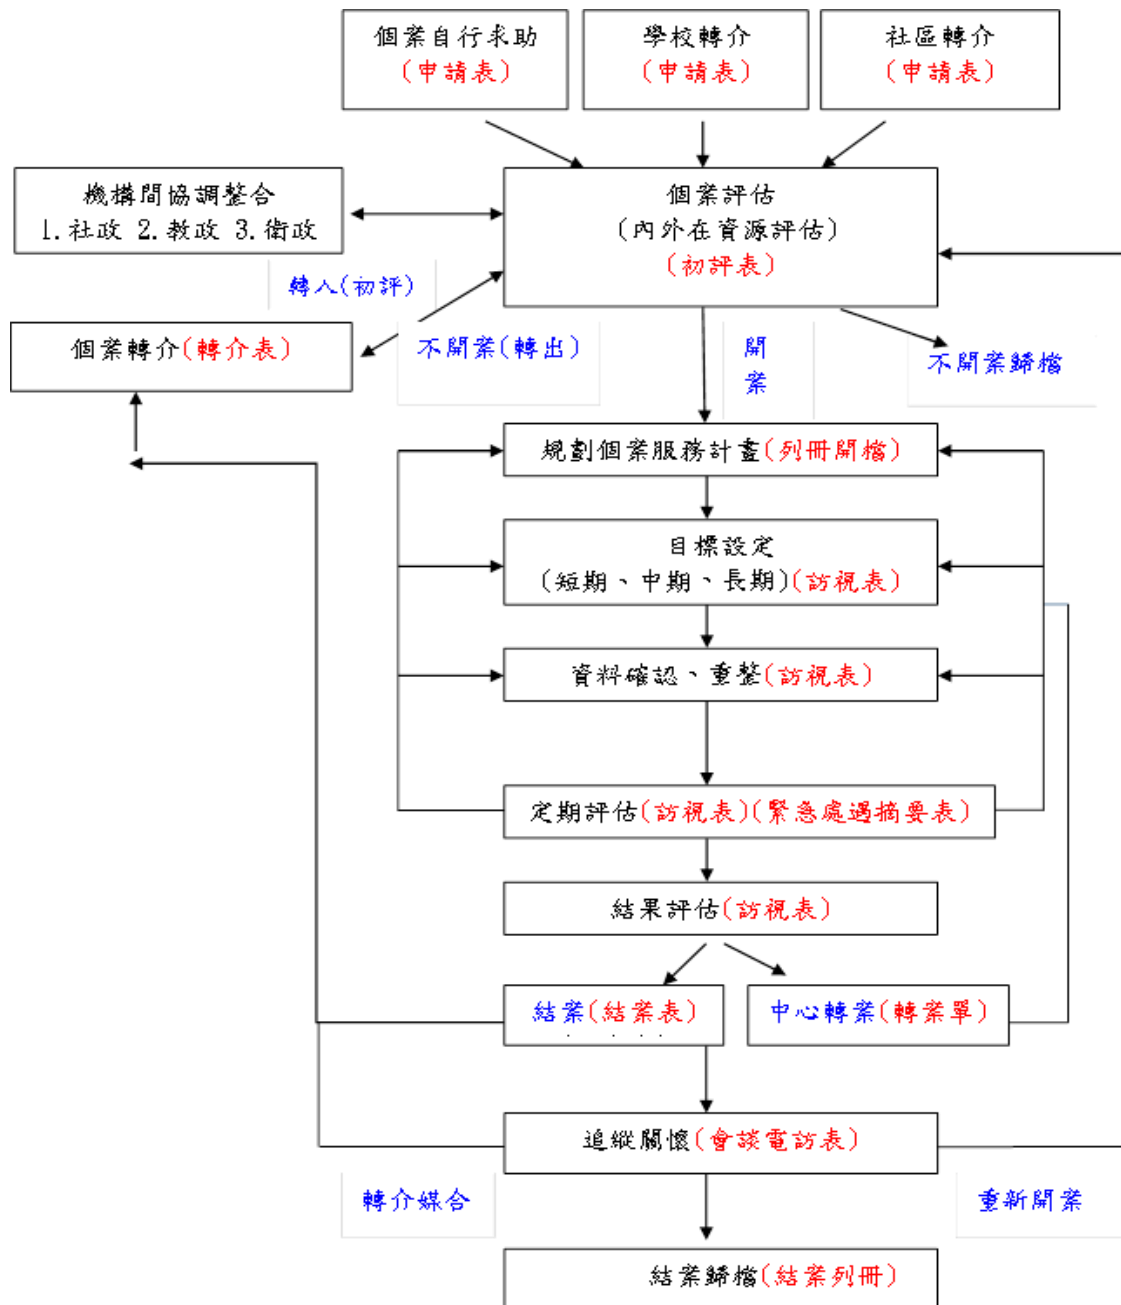 個案自行求助
(申請表)
學校轉介
(申請表)
社區轉介
(申請表)
機構間協調整合
1.社政 2.教政 3.衛政
個案評估
(內外在資源評估)
(初評表)
轉入(初評)
個案轉介(轉介表)
不開案(轉出)
開
案
不開案歸檔
規劃個案服務計畫(列冊開檔)
目標設定
(短期、中期、長期)(訪視表)
資料確認、重整(訪視表)
定期評估(訪視表)(緊急處遇摘要表)
結果評估(訪視表)
結案(結案表)
中心轉案(轉案單)
追縱關懷(會談電訪表)
轉介媒合
重新開案
結案歸檔(結案列冊)